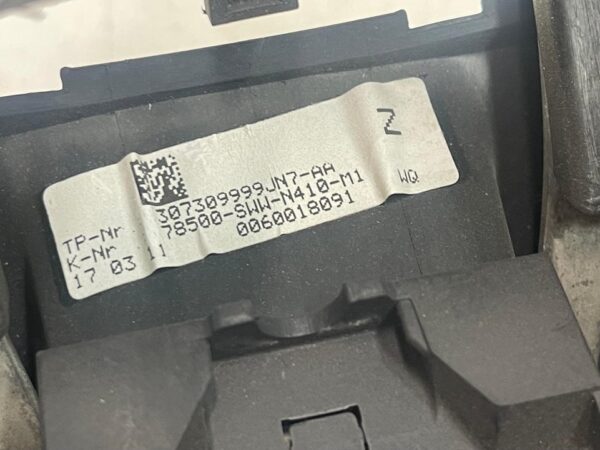 Z
TP-Nr 307309999JN7-AA
K-Nr 78500-SWW-N410-M1 WQ
17 03 11 0060018091